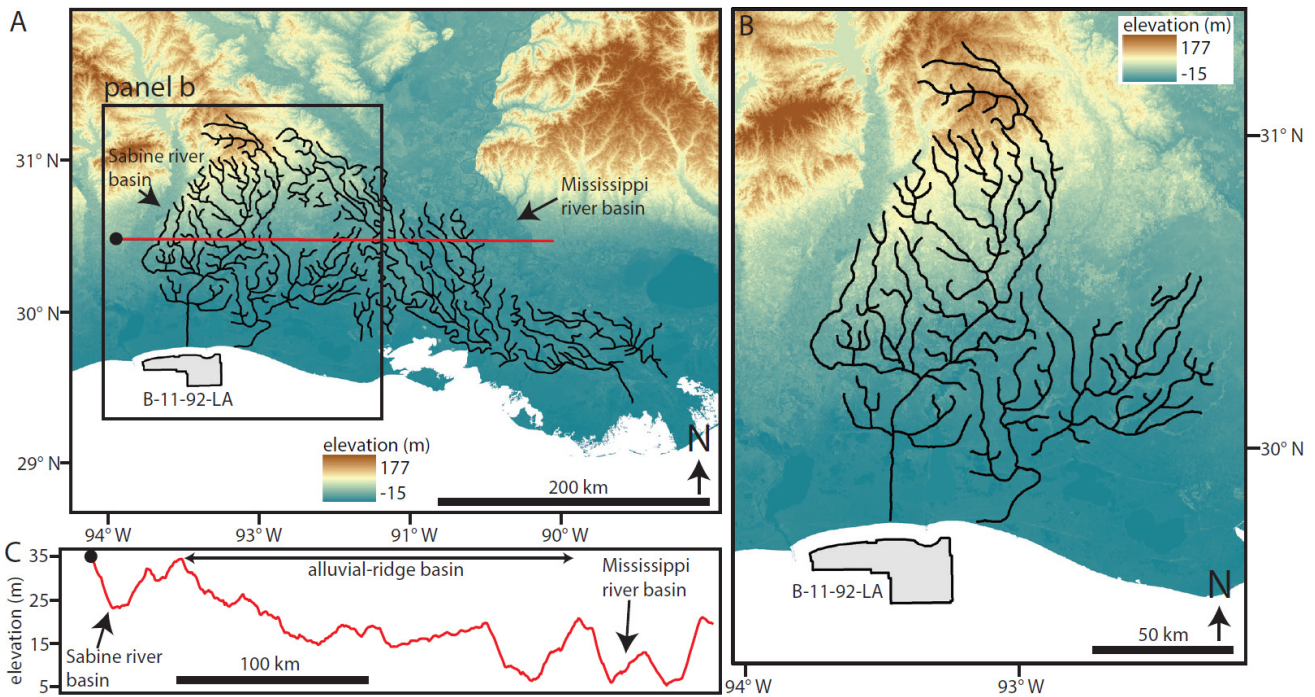 A
panel b
Sabine river
basin
Mississippi
river basin
B-11-92-LA
elevation (m)
177
-15
N
200 km
31° N
30° N
29° N
94°W
93°W
91°W
90°W
B
elevation (m)
177
-15
B-11-92-LA
N
50 km
31°N
30°N
94°W
93°W
C
35
25
15
5
elevation (m)
alluvial-ridge basin
Mississippi
river basin
Sabine river
basin
100 km